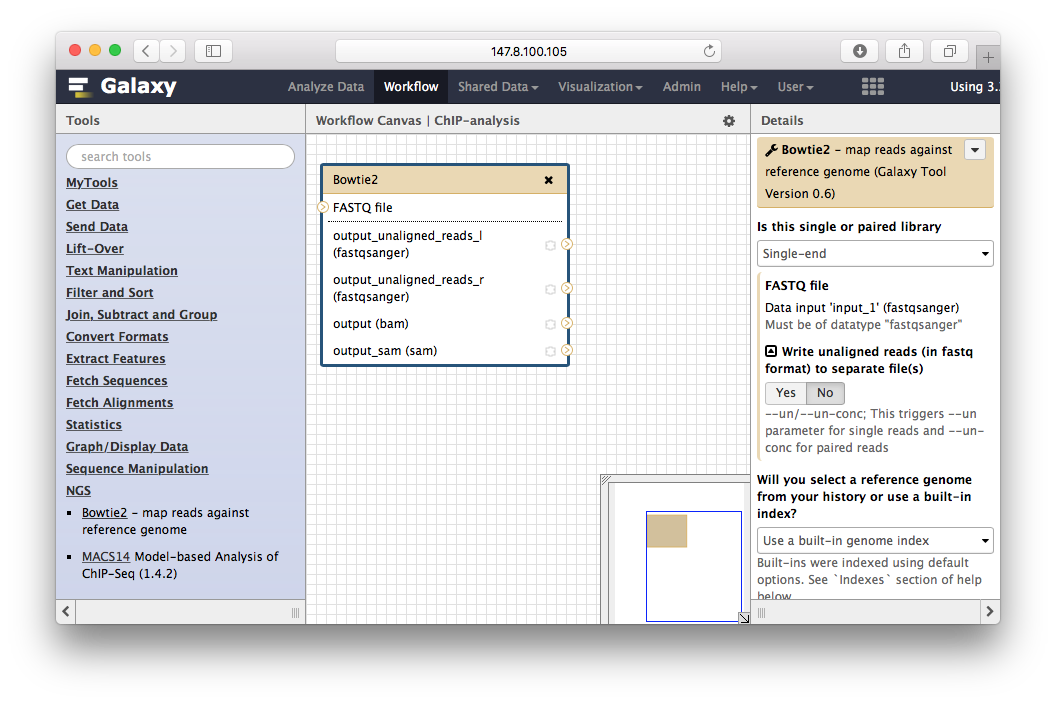 147.8.100.105
Galaxy
Analyze Data
Workflow
Shared Data
Visualization
Admin
Help
User
Using 3.
Tools
search tools
MyTools
Get Data
Send Data
Lift-Over
Text Manipulation
Filter and Sort
Join, Subtract and Group
Convert Formats
Extract Features
Fetch Sequences
Fetch Alignments
Statistics
Graph/Display Data
Sequence Manipulation
NGS
Bowtie2 - map reads against
reference genome
MACS14 Model-based Analysis of
ChIP-Seq (1.4.2)
Workflow Canvas | ChIP-analysis
Bowtie2
FASTQ file
output_unaligned_reads_l
(fastqsanger)
output_unaligned_reads_r
(fastqsanger)
output (bam)
output_sam (sam)
Details
Bowtie2 - map reads against
reference genome (Galaxy Tool
Version 0.6)
Is this single or paired library
Single-end
FASTQ file
Data input 'input_1' (fastqsanger)
Must be of datatype "fastqsanger"
Write unaligned reads (in fastq
format) to separate file(s)
Yes No
--un/--un-conc; This triggers --un
parameter for single reads and --un-
conc for paired reads
Will you select a reference genome
from your history or use a built-in
index?
Use a built-in genome index
Built-ins were indexed using default
options. See `Indexes` section of help
below